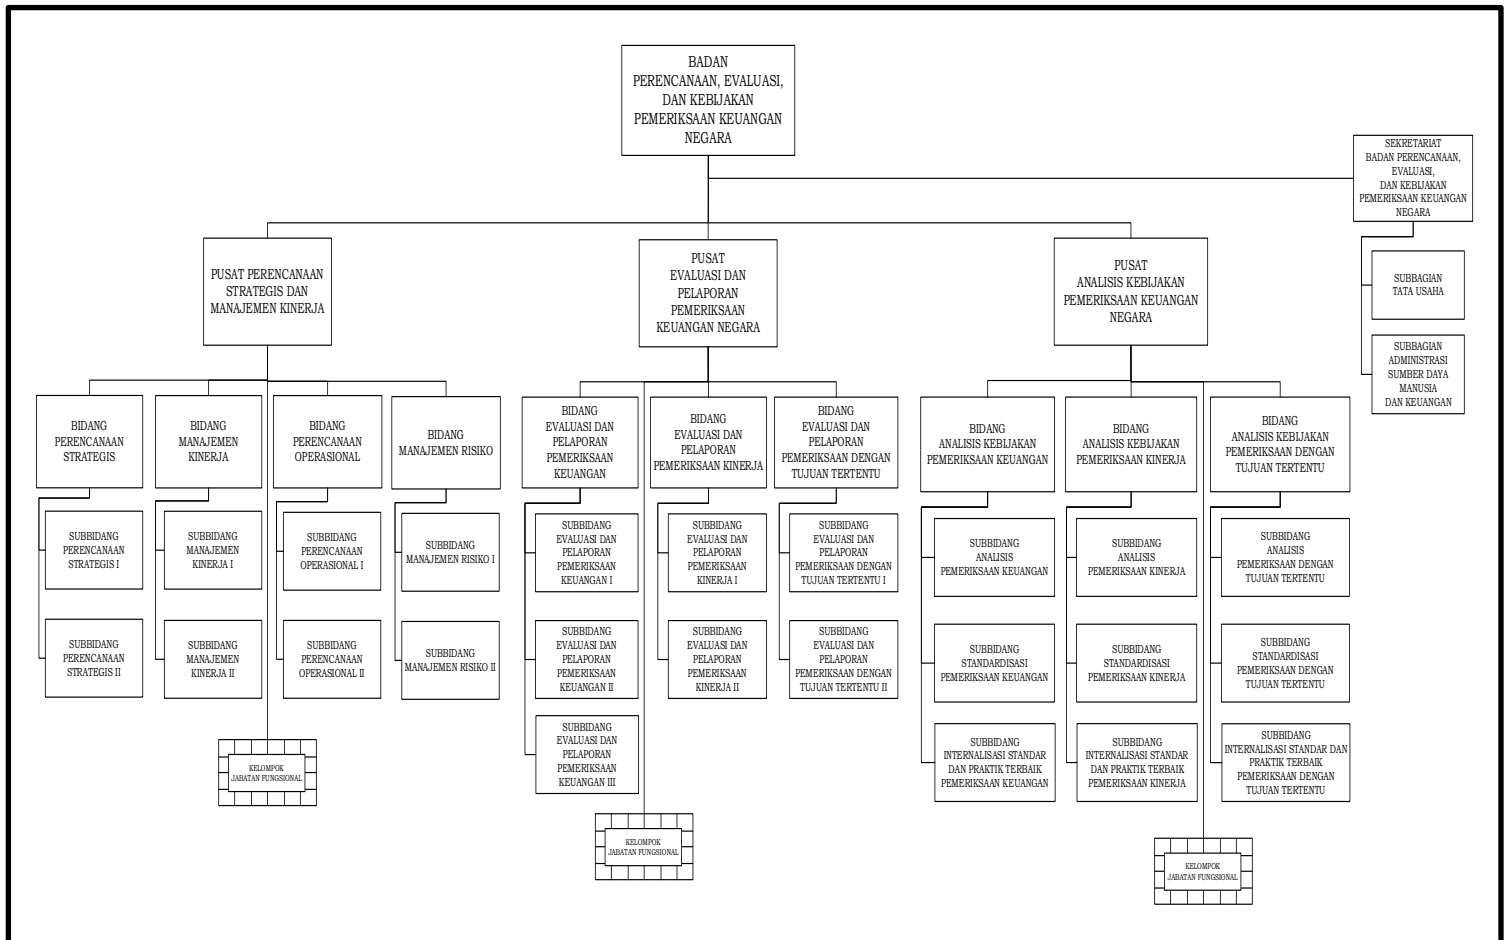 BADAN
PERENCANAAN, EVALUASI,
DAN KEBIJAKAN
PEMERIKSAAN KEUANGAN
NEGARA
SEKRETARIAT
BADAN PERENCANAAN,
EVALUASI,
DAN KEBIJAKAN
PEMERIKSAAN KEUANGAN
NEGARA
SUBBAGIAN
TATA USAHA
SUBBAGIAN
ADMINISTRASI
SUMBER DAYA
MANUSIA
DAN KEUANGAN
PUSAT PERENCANAAN
STRATEGIS DAN
MANAJEMEN KINERJA
PUSAT
EVALUASI DAN
PELAPORAN
PEMERIKSAAN
KEUANGAN NEGARA
PUSAT
ANALISIS KEBIJAKAN
PEMERIKSAAN KEUANGAN
NEGARA
BIDANG
PERENCANAAN
STRATEGIS
BIDANG
MANAJEMEN
KINERJA
BIDANG
PERENCANAAN
OPERASIONAL
BIDANG
MANAJEMEN RISIKO
BIDANG
EVALUASI DAN
PELAPORAN
PEMERIKSAAN
KEUANGAN
BIDANG
EVALUASI DAN
PELAPORAN
PEMERIKSAAN KINERJA
BIDANG
EVALUASI DAN
PELAPORAN
PEMERIKSAAN DENGAN
TUJUAN TERTENTU
BIDANG
ANALISIS KEBIJAKAN
PEMERIKSAAN KEUANGAN
BIDANG
ANALISIS KEBIJAKAN
PEMERIKSAAN KINERJA
BIDANG
ANALISIS KEBIJAKAN
PEMERIKSAAN DENGAN
TUJUAN TERTENTU
SUBBIDANG
PERENCANAAN
STRATEGIS I
SUBBIDANG
MANAJEMEN
KINERJA I
SUBBIDANG
PERENCANAAN
OPERASIONAL I
SUBBIDANG
MANAJEMEN RISIKO I
SUBBIDANG
EVALUASI DAN
PELAPORAN
PEMERIKSAAN
KEUANGAN I
SUBBIDANG
EVALUASI DAN
PELAPORAN
PEMERIKSAAN
KINERJA I
SUBBIDANG
EVALUASI DAN
PELAPORAN
PEMERIKSAAN DENGAN
TUJUAN TERTENTU I
SUBBIDANG
ANALISIS
PEMERIKSAAN KEUANGAN
SUBBIDANG
ANALISIS
PEMERIKSAAN KINERJA
SUBBIDANG
ANALISIS
PEMERIKSAAN DENGAN
TUJUAN TERTENTU
SUBBIDANG
PERENCANAAN
STRATEGIS II
SUBBIDANG
MANAJEMEN
KINERJA II
SUBBIDANG
PERENCANAAN
OPERASIONAL II
SUBBIDANG
MANAJEMEN RISIKO II
SUBBIDANG
EVALUASI DAN
PELAPORAN
PEMERIKSAAN
KEUANGAN II
SUBBIDANG
EVALUASI DAN
PELAPORAN
PEMERIKSAAN
KINERJA II
SUBBIDANG
EVALUASI DAN
PELAPORAN
PEMERIKSAAN DENGAN
TUJUAN TERTENTU II
SUBBIDANG
STANDARDISASI
PEMERIKSAAN KEUANGAN
SUBBIDANG
STANDARDISASI
PEMERIKSAAN KINERJA
SUBBIDANG
STANDARDISASI
PEMERIKSAAN DENGAN
TUJUAN TERTENTU
SUBBIDANG
EVALUASI DAN
PELAPORAN
PEMERIKSAAN
KEUANGAN III
SUBBIDANG
INTERNALISASI STANDAR
DAN PRAKTIK TERBAIK
PEMERIKSAAN KEUANGAN
SUBBIDANG
INTERNALISASI STANDAR
DAN PRAKTIK TERBAIK
PEMERIKSAAN KINERJA
SUBBIDANG
INTERNALISASI STANDAR DAN
PRAKTIK TERBAIK
PEMERIKSAAN DENGAN
TUJUAN TERTENTU
KELOMPOK
JABATAN FUNGSIONAL
KELOMPOK
JABATAN FUNGSIONAL
KELOMPOK
JABATAN FUNGSIONAL